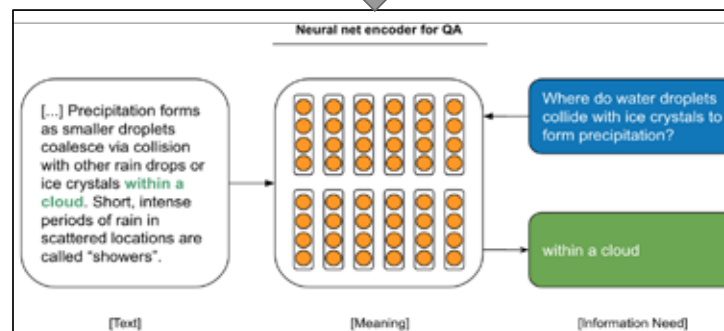 Neural net encoder for QA
[...] Precipitation forms
as smaller droplets
coalesce via collision
with other rain drops or
ice crystals within a
cloud. Short, intense
periods of rain in
scattered locations are
called “showers”.
Where do water droplets
collide with ice crystals to
form precipitation?
within a cloud
[Text]
[Meaning]
[Information Need]